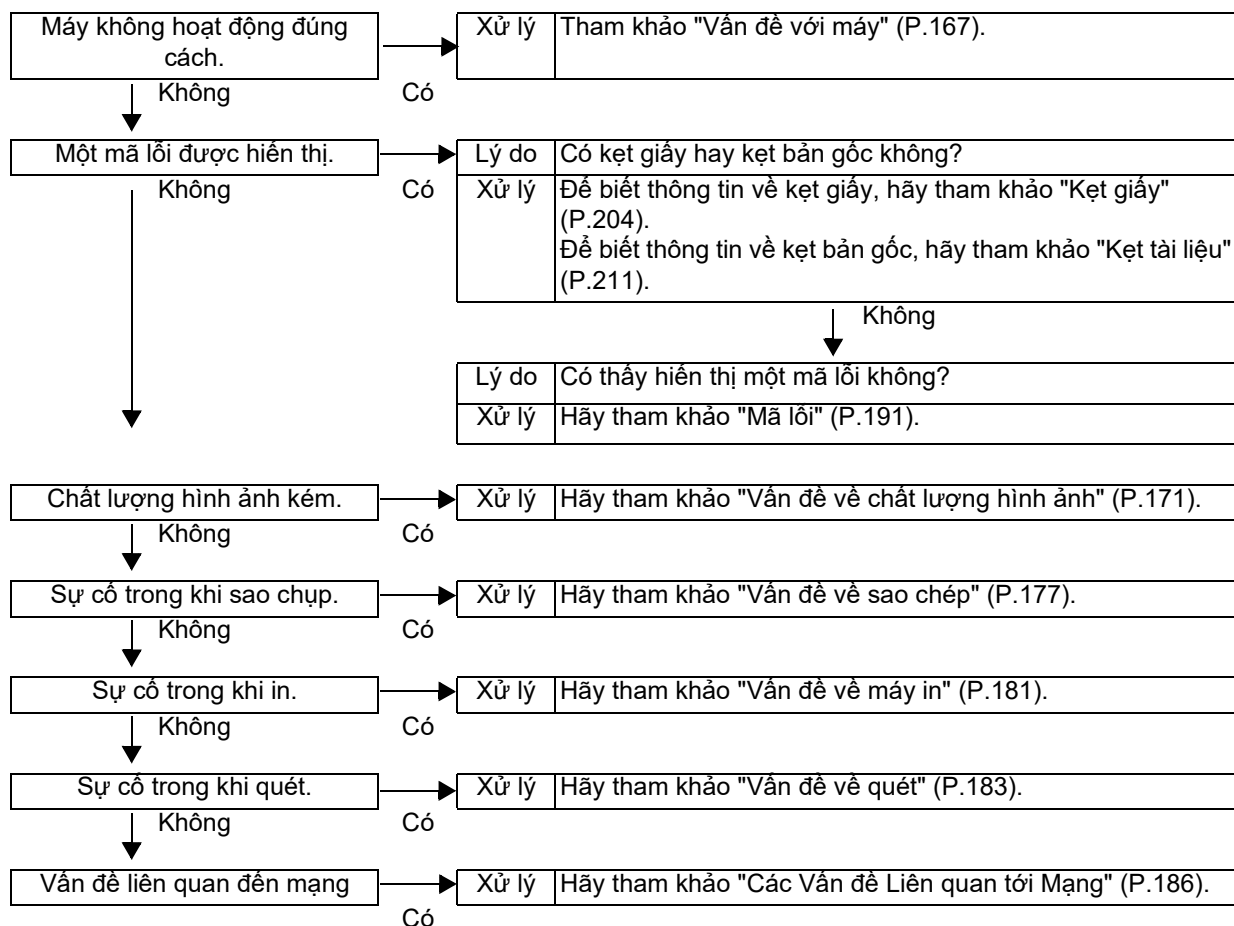 Máy không hoạt động đúng
cách.
Xử lý
Tham khảo "Vấn đề với máy" (P.167).
Không
Có
Một mã lỗi được hiển thị.
Lý do
Có kẹt giấy hay kẹt bản gốc không?
Không
Có
Xử lý
Để biết thông tin về kẹt giấy, hãy tham khảo "Kẹt giấy"
(P.204).
Để biết thông tin về kẹt bản gốc, hãy tham khảo "Kẹt tài liệu"
(P.211).
Không
Lý do
Có thấy hiển thị một mã lỗi không?
Xử lý
Hãy tham khảo "Mã lỗi" (P.191).
Chất lượng hình ảnh kém.
Xử lý
Hãy tham khảo "Vấn đề về chất lượng hình ảnh" (P.171).
Không
Có
Sự cố trong khi sao chụp.
Xử lý
Hãy tham khảo "Vấn đề về sao chép" (P.177).
Không
Có
Sự cố trong khi in.
Xử lý
Hãy tham khảo "Vấn đề về máy in" (P.181).
Không
Có
Sự cố trong khi quét.
Xử lý
Hãy tham khảo "Vấn đề về quét" (P.183).
Không
Có
Vấn đề liên quan đến mạng
Xử lý
Hãy tham khảo "Các Vấn đề Liên quan tới Mạng" (P.186).
Có